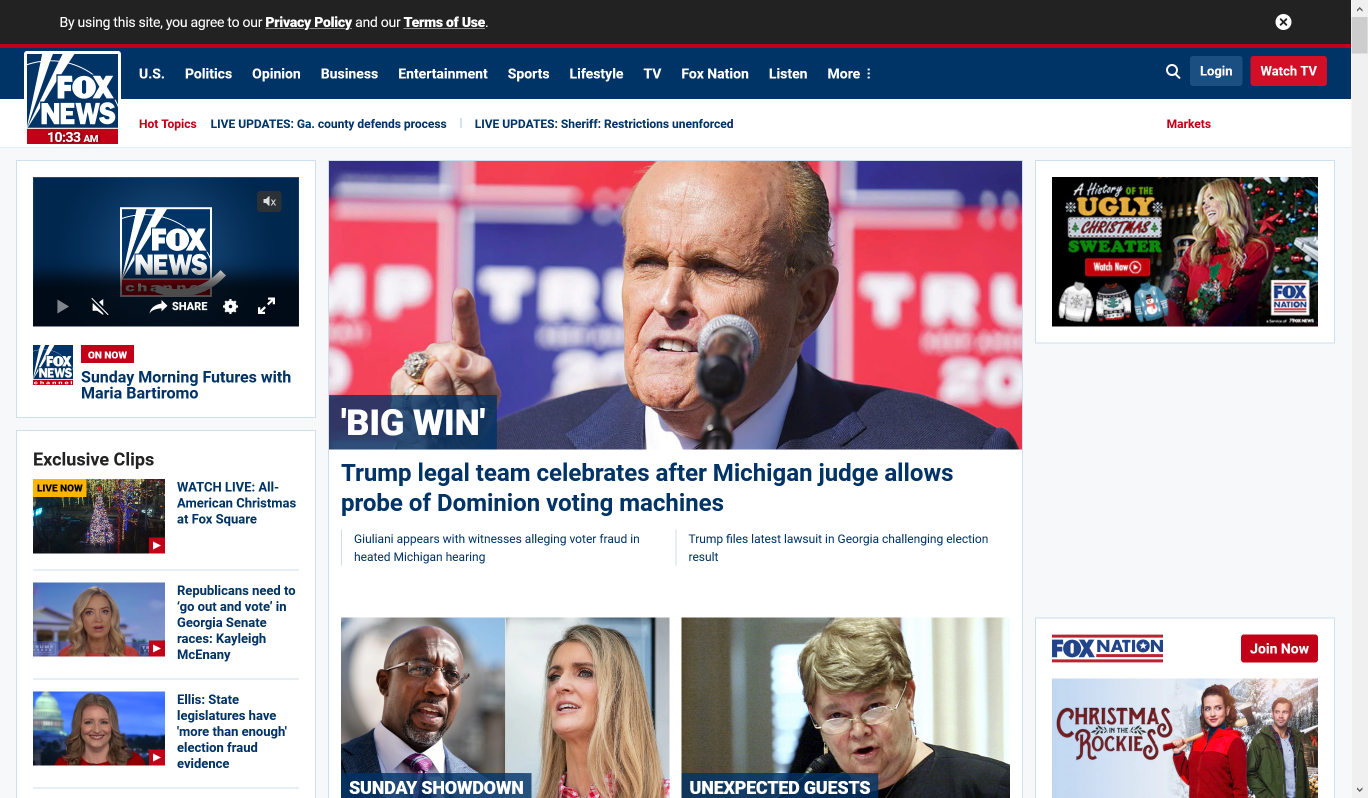 By using this site, you agree to our Privacy Policy and our Terms of Use.
FOX
NEWS
10:33 AM
U.S. Politics Opinion Business Entertainment Sports Lifestyle TV Fox Nation Listen More
Login
Watch TV
Hot Topics LIVE UPDATES: Ga. county defends process LIVE UPDATES: Sheriff: Restrictions unenforced
Markets
FOX
NEWS
channel
SHARE
FOX
NEWS
channel
ON NOW
Sunday Morning Futures with
Maria Bartiromo
Exclusive Clips
LIVE NOW
WATCH LIVE: All-
American Christmas
at Fox Square
Republicans need to
‘go out and vote’ in
Georgia Senate
races: Kayleigh
McEnany
Ellis: State
legislatures have
'more than enough'
election fraud
evidence
'BIG WIN'
Trump legal team celebrates after Michigan judge allows
probe of Dominion voting machines
Giuliani appears with witnesses alleging voter fraud in
heated Michigan hearing
Trump files latest lawsuit in Georgia challenging election
result
SUNDAY SHOWDOWN
UNEXPECTED GUESTS
A History OF THE
UGLY
CHRISTMAS
SWEATER
Watch Now
FOX
NATION
FOX NATION
Join Now
CHRISTMAS
IN THE
ROCKIES